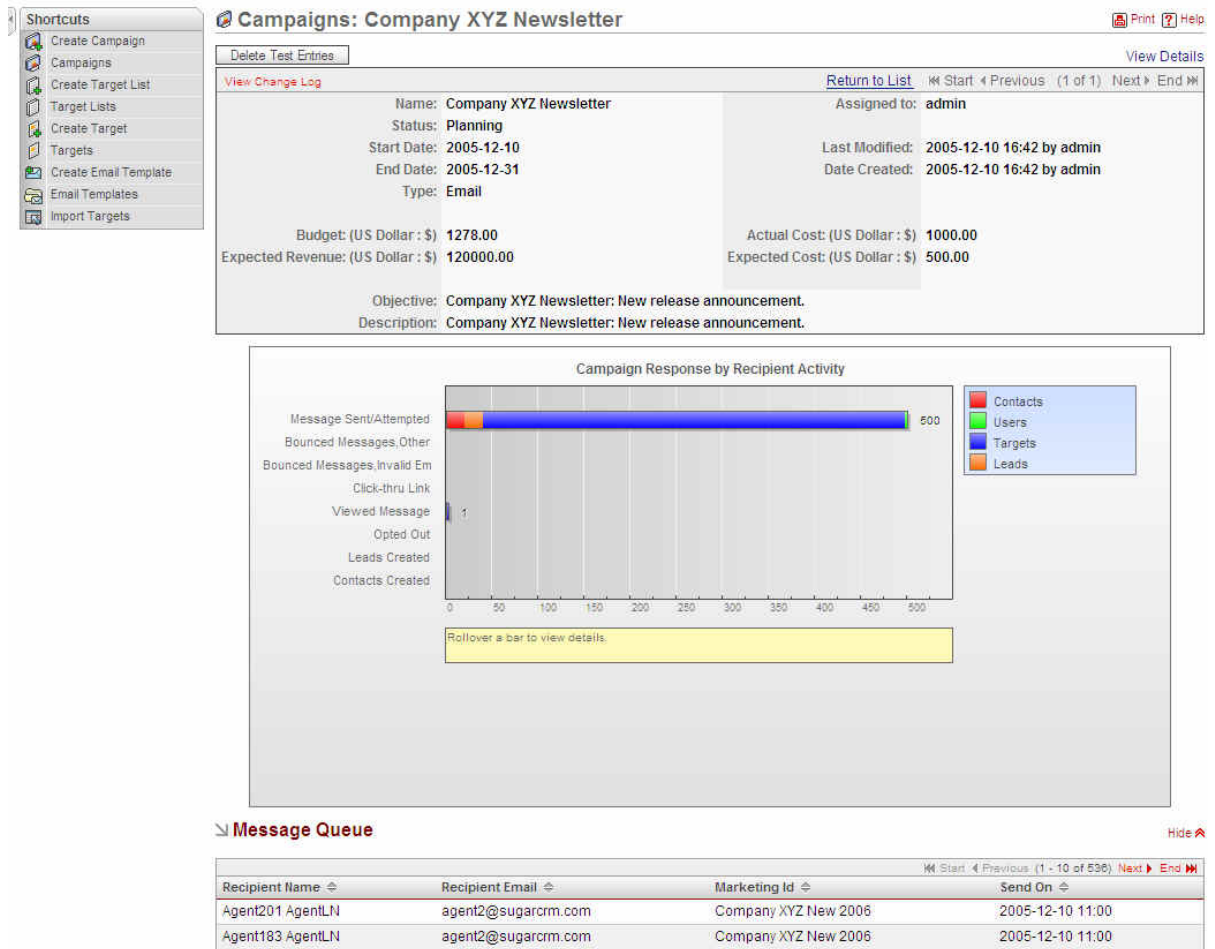 Shortcuts
Create Campaign
Campaigns
Create Target List
Target Lists
Create Target
Targets
Create Email Template
Email Templates
Import Targets
Campaigns: Company XYZ Newsletter
Print ? Help
Delete Test Entries
View Details
View Change Log
Return to List Start Previous (1 of 1) Next End
Name: Company XYZ Newsletter Assigned to: admin
Status: Planning
Start Date: 2005-12-10 Last Modified: 2005-12-10 16:42 by admin
End Date: 2005-12-31 Date Created: 2005-12-10 16:42 by admin
Type: Email
Budget: (US Dollar : $) 1278.00 Actual Cost: (US Dollar : $) 1000.00
Expected Revenue: (US Dollar : $) 120000.00 Expected Cost: (US Dollar : $) 500.00
Objective: Company XYZ Newsletter: New release announcement.
Description: Company XYZ Newsletter: New release announcement.
Campaign Response by Recipient Activity
Message Sent/Attempted 500
Bounced Messages,Other
Bounced Messages,Invalid Em
Click-thru Link
Viewed Message 1
Opted Out
Leads Created
Contacts Created
0 50 100 150 200 250 300 350 400 450 500
Contacts
Users
Targets
Leads
Rollover a bar to view details.
Message Queue
Hide
Start Previous (1 - 10 of 536) Next End
Recipient Name Recipient Email Marketing Id Send On
Agent201 AgentLN agent2@sugarcrm.com Company XYZ New 2006 2005-12-10 11:00
Agent183 AgentLN agent2@sugarcrm.com Company XYZ New 2006 2005-12-10 11:00